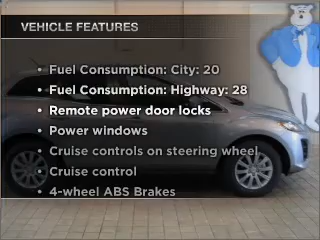 VEHICLE FEATURES
• Fuel Consumption: City: 20
• Fuel Consumption: Highway: 28
• Remote power door locks
• Power windows
• Cruise controls on steering wheel
• Cruise control
• 4-wheel ABS Brakes